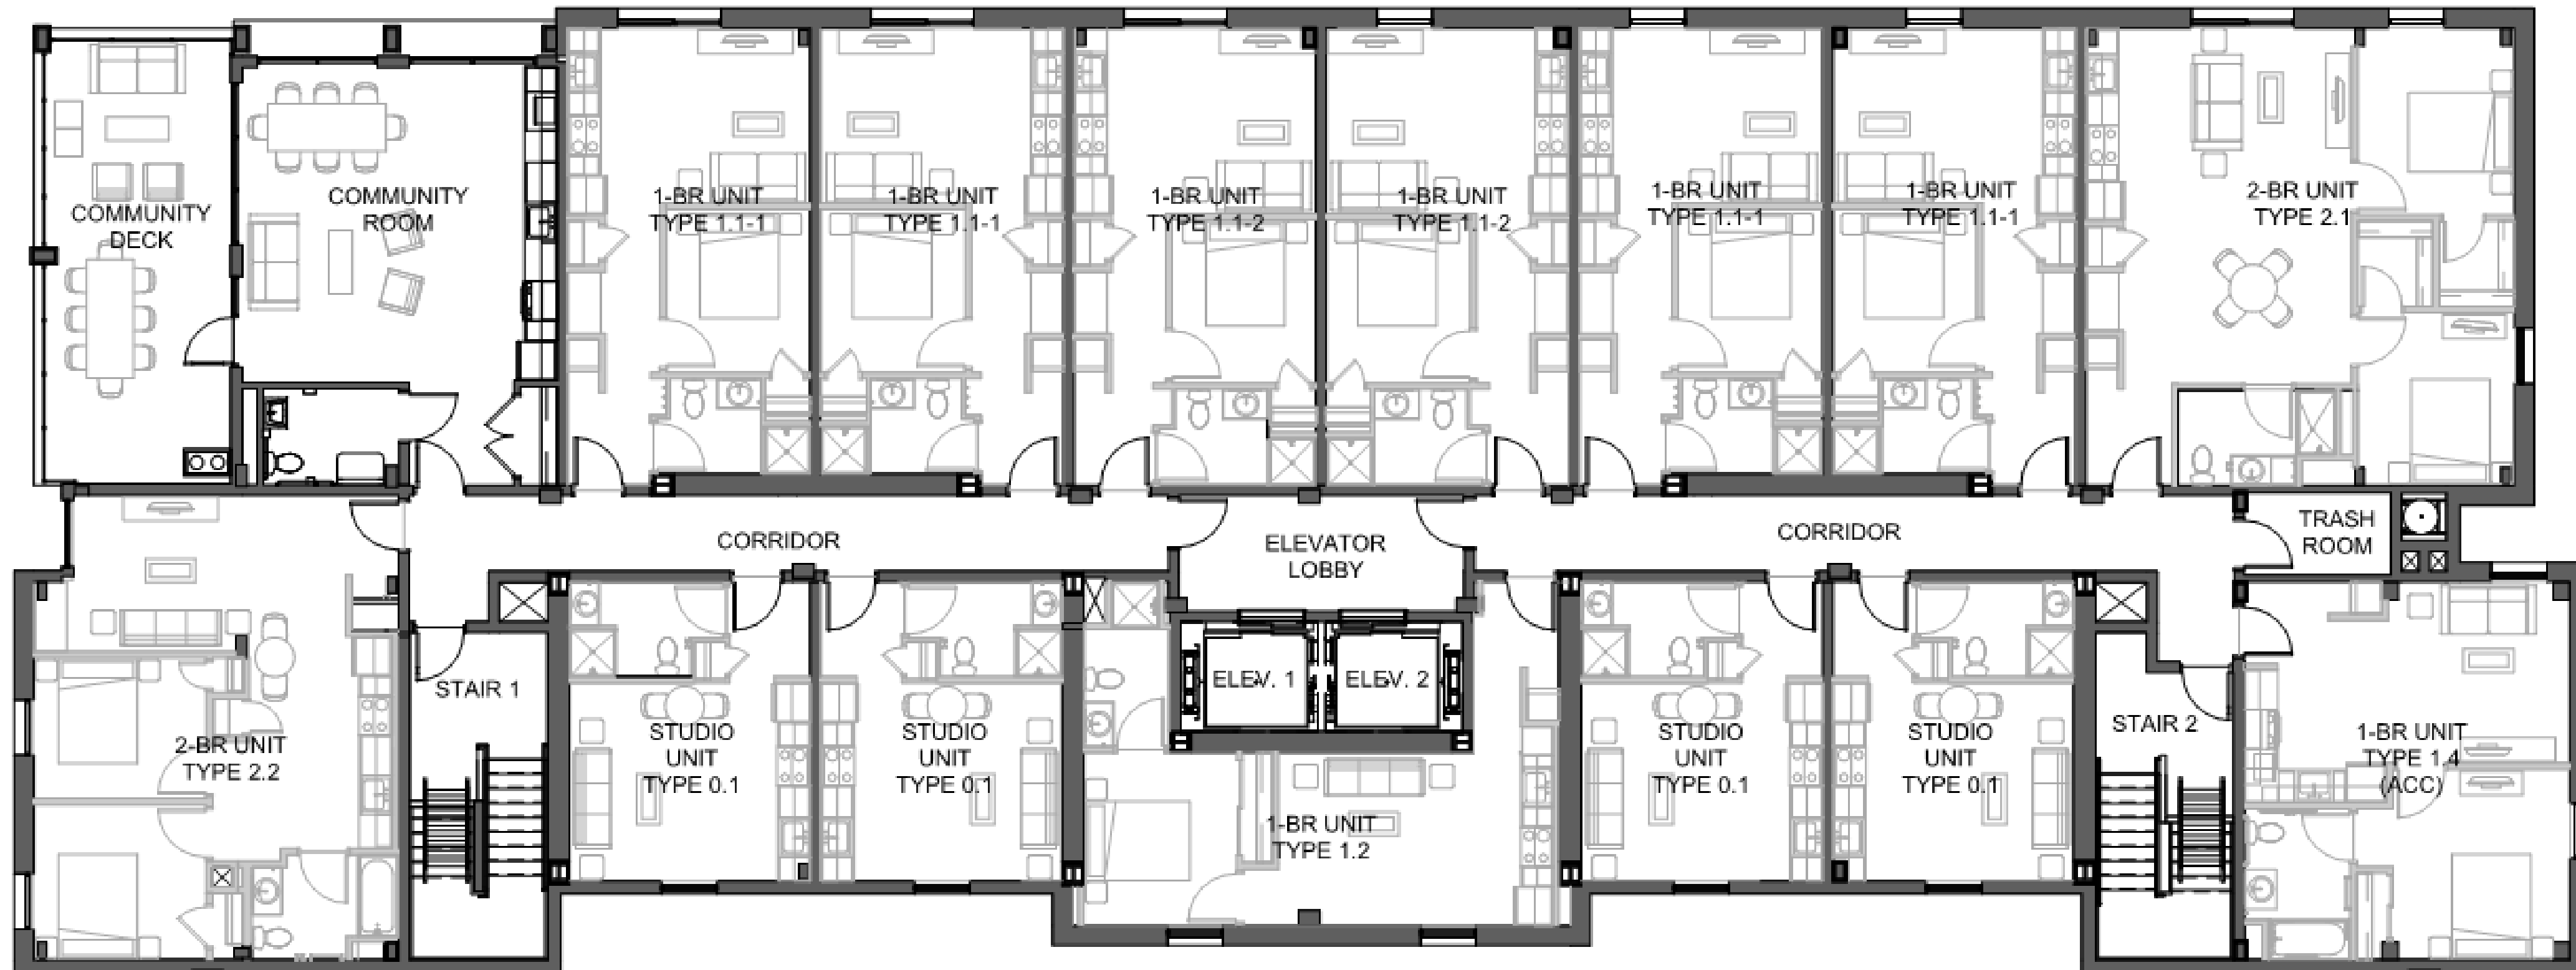 COMMUNITY
DECK
COMMUNITY
ROOM
1-BR UNIT
TYPE 1.1-1
1-BR UNIT
TYPE 1.1-1
1-BR UNIT
TYPE 1.1-2
1-BR UNIT
TYPE 1.1-2
1-BR UNIT
TYPE 1.1-1
1-BR UNIT
TYPE 1.1-1
2-BR UNIT
TYPE 2.1
CORRIDOR
ELEVATOR
LOBBY
CORRIDOR
TRASH
ROOM
2-BR UNIT
TYPE 2.2
STAIR 1
STUDIO
UNIT
TYPE 0.1
STUDIO
UNIT
TYPE 0.1
ELEV. 1
ELEV. 2
1-BR UNIT
TYPE 1.2
STUDIO
UNIT
TYPE 0.1
STUDIO
UNIT
TYPE 0.1
STAIR 2
1-BR UNIT
TYPE 1.4
(ACC)